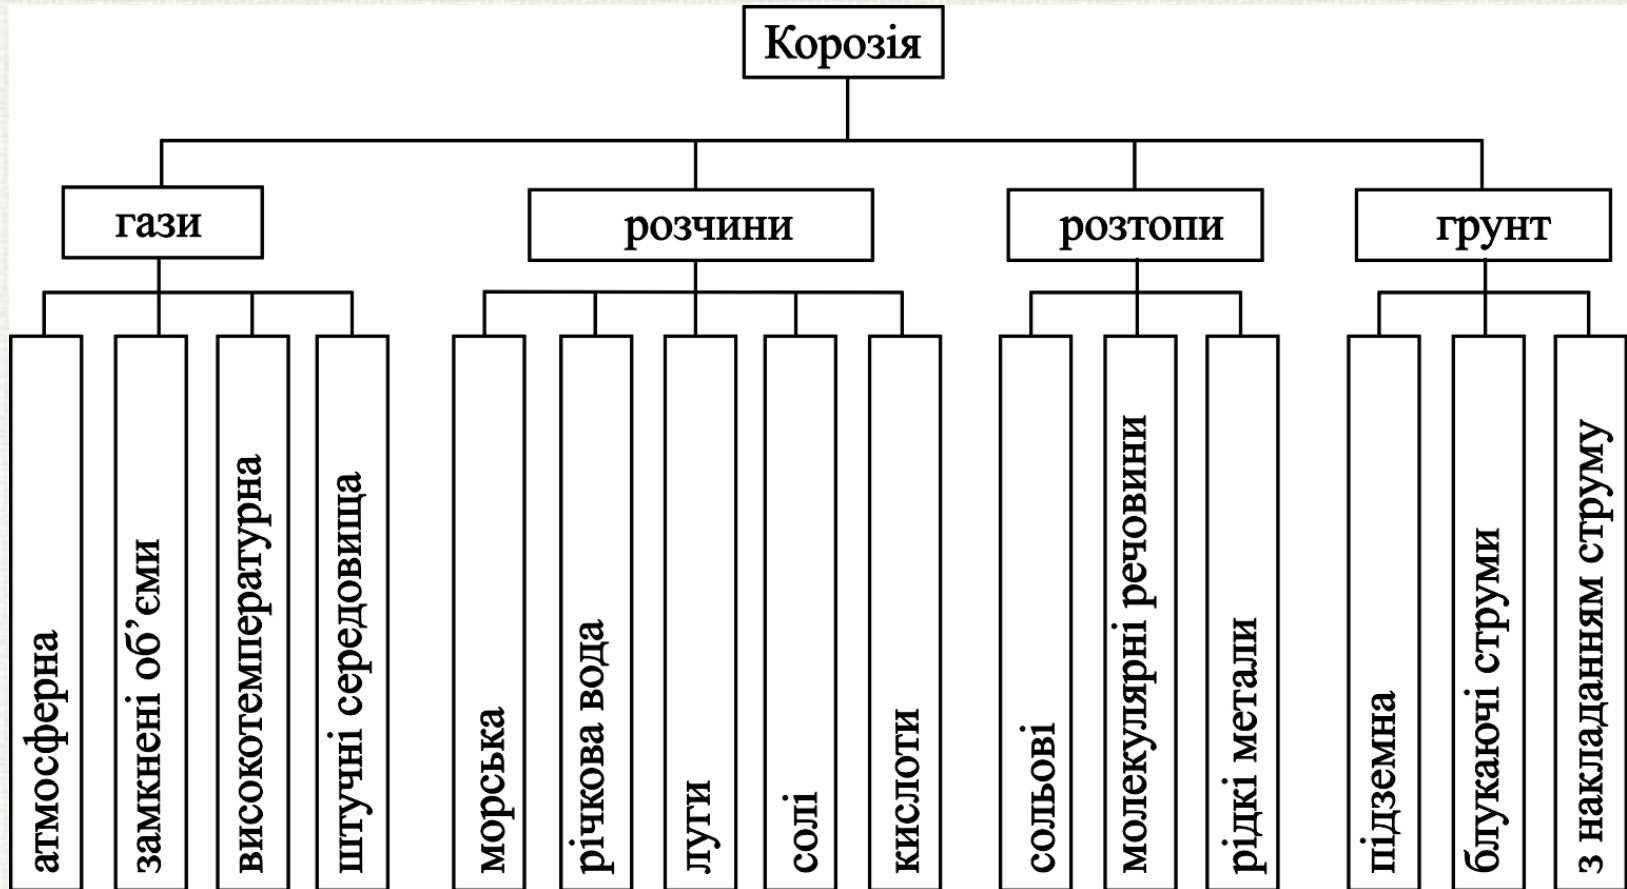 Корозія
гази
розчини
розтопи
грунт
атмосферна
замкнені об’єми
високотемпературна
штучні середовища
морська
річкова вода
луги
солі
кислоти
сольові
молекулярні речовини
рідкі метали
підземна
блукаючі струми
з накладанням струму